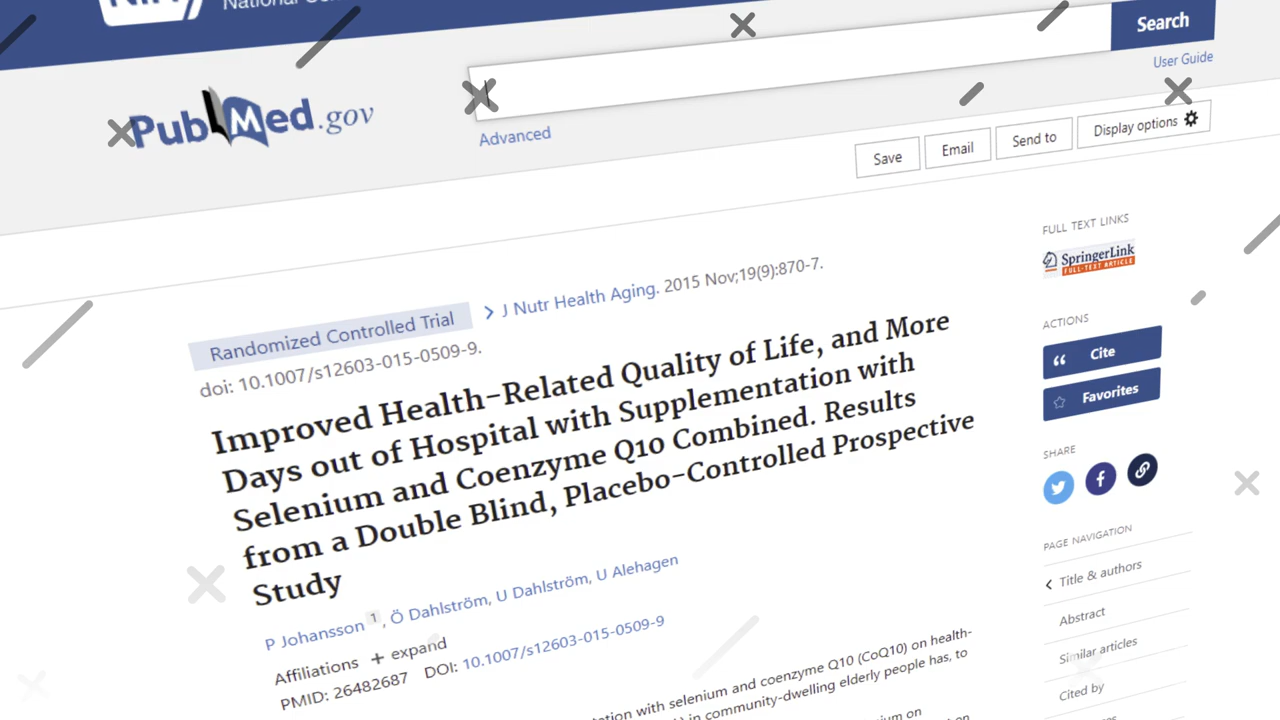 National
Search
User Guide
PubMed.gov
Advanced
Save
Email
Send to
Display options
FULL TEXT LINKS
SpringerLink
FULL-TEXT ARTICLE
Randomized Controlled Trial
J Nutr Health Aging. 2015 Nov;19(9):870-7.
doi: 10.1007/s12603-015-0509-9.
Improved Health-Related Quality of Life, and More
Days out of Hospital with Supplementation with
Selenium and Coenzyme Q10 Combined. Results
from a Double Blind, Placebo-Controlled Prospective
Study
P Johansson 1, Ö Dahlström, U Dahlström, U Alehagen
Affiliations + expand
PMID: 26482687 DOI: 10.1007/s12603-015-0509-9
with selenium and coenzyme Q10 (CoQ10) on health-
in community-dwelling elderly people has, to
on
ACTIONS
Cite
Favorites
SHARE
PAGE NAVIGATION
Title & authors
Abstract
Similar articles
Cited by